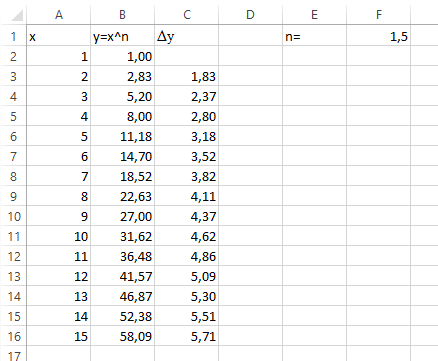 A B C D E F
1 x y=x^n Δy n= 1,5
2 1 1,00
3 2 2,83 1,83
4 3 5,20 2,37
5 4 8,00 2,80
6 5 11,18 3,18
7 6 14,70 3,52
8 7 18,52 3,82
9 8 22,63 4,11
10 9 27,00 4,37
11 10 31,62 4,62
12 11 36,48 4,86
13 12 41,57 5,09
14 13 46,87 5,30
15 14 52,38 5,51
16 15 58,09 5,71
17